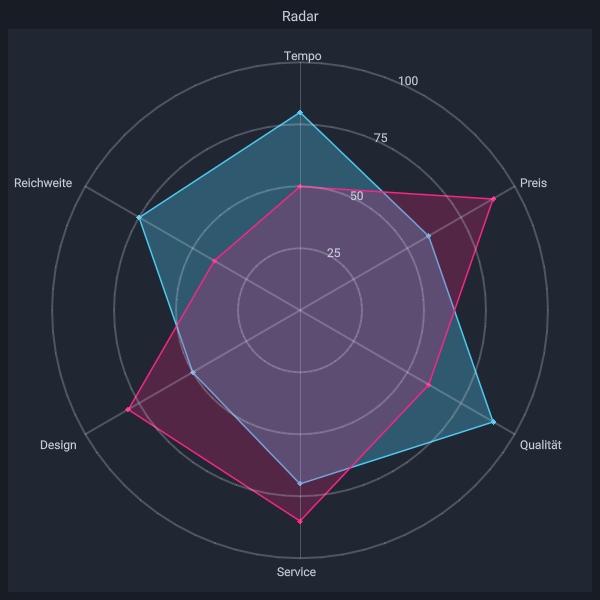 Radar
Tempo
100
75
Reichweite
Preis
50
25
Design
Qualität
Service